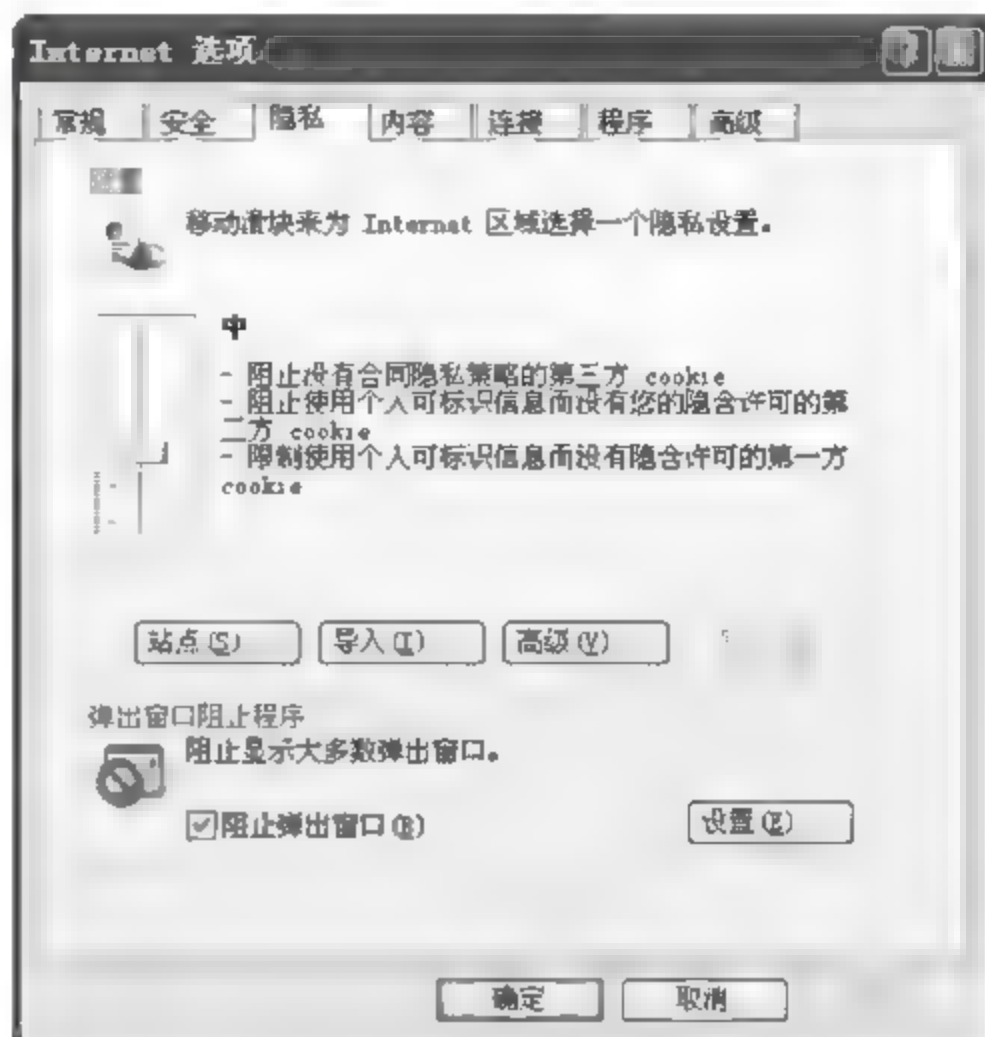 Internet 选项
常规 安全 隐私 内容 连接 程序 高级
移动滑块来为 Internet 区域选择一个隐私设置。
中
- 阻止没有合同隐私策略的第三方 cookie
- 阻止使用个人可标识信息而没有您的隐含许可的第
三方 cookie
- 限制使用个人可标识信息而没有隐含许可的第一方
cookie
站点(S) 导入(I) 高级(V)
弹出窗口阻止程序
阻止显示大多数弹出窗口。
阻止弹出窗口(B)
设置(E)
确定 取消